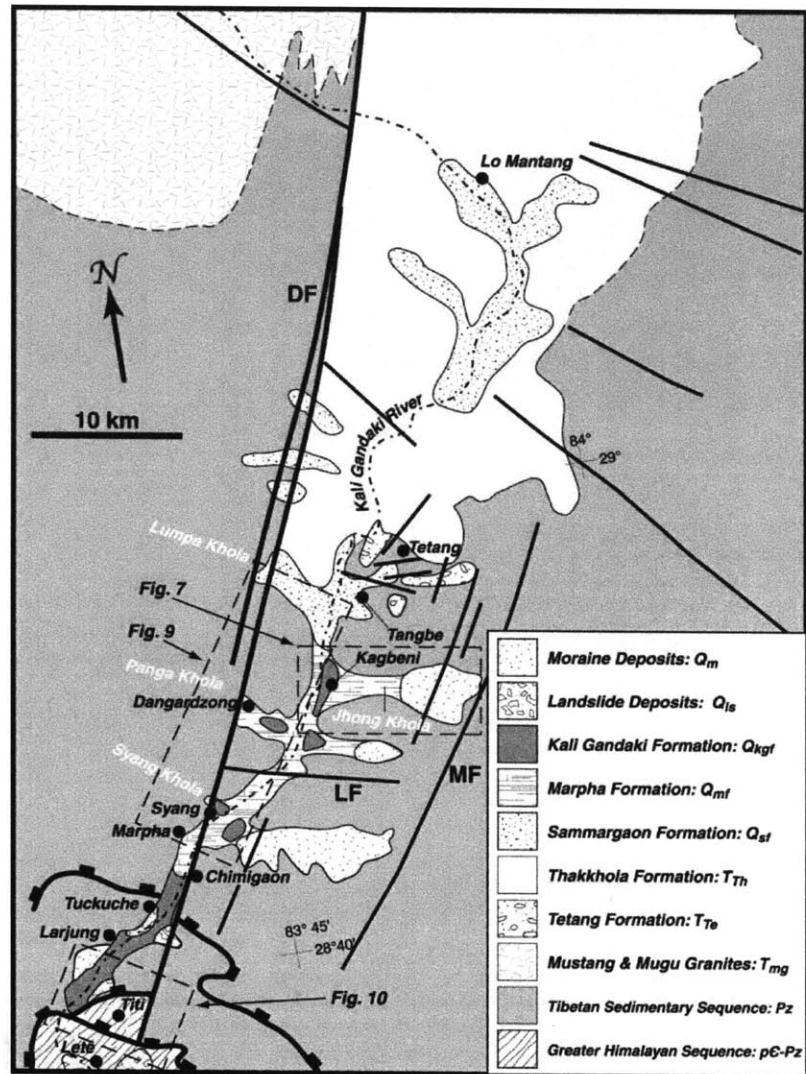 Lo Mantang
N
DF
10 km
Kali Gandaki River
84°
29°
Lumpa Khola
Tetang
Fig. 7
Tangbe
Fig. 9
Kagbeni
Panga Khola
Dangardzong
Jhong Khola
Syang Khola
MF
LF
Syang
Marpha
Chimigaon
Tuckuche
83° 45'
28°40'
Larjung
Titi
Fig. 10
Lete
Moraine Deposits: Qm
Landslide Deposits: Qls
Kali Gandaki Formation: Qkgf
Marpha Formation: Qmf
Sammargaon Formation: Qsf
Thakkhola Formation: TTh
Tetang Formation: TTe
Mustang & Mugu Granites: Tmg
Tibetan Sedimentary Sequence: Pz
Greater Himalayan Sequence: pЄ-Pz